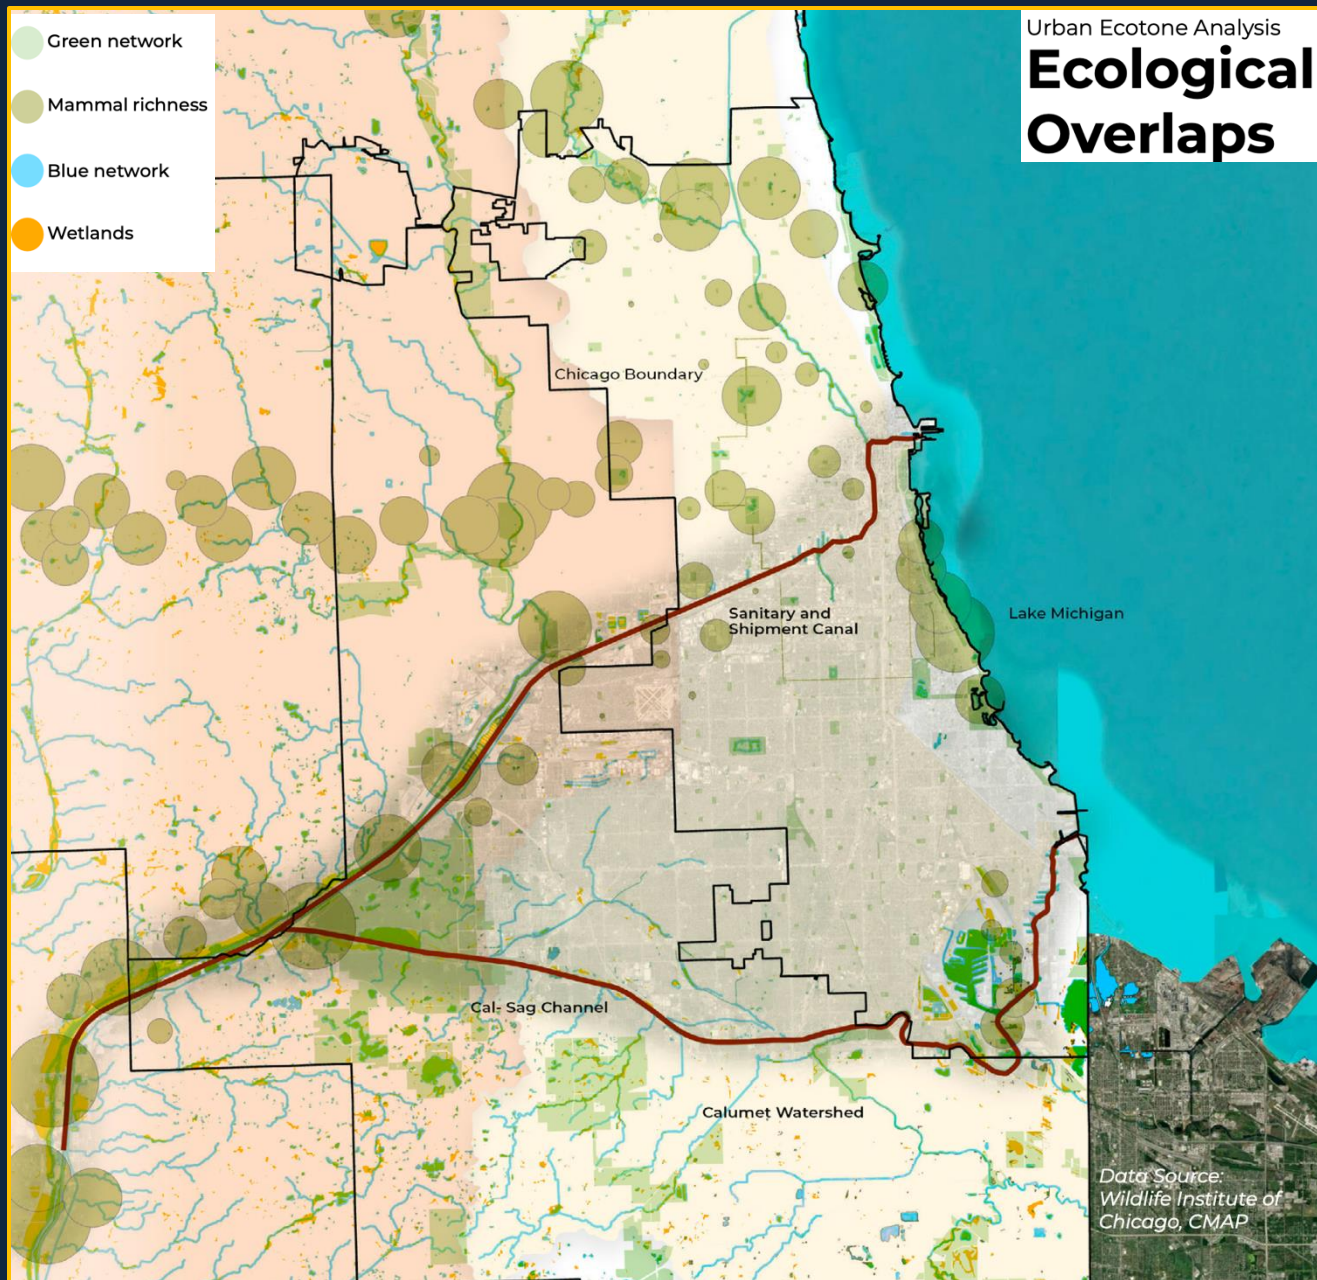 Green network
Mammal richness
Blue network
Wetlands
Urban Ecotone Analysis
Ecological
Overlaps
Chicago Boundary
Sanitary and
Shipment Canal
Lake Michigan
Cal- Sag Channel
Calumet Watershed
Data Source:
Wildlife Institute of
Chicago, CMAP